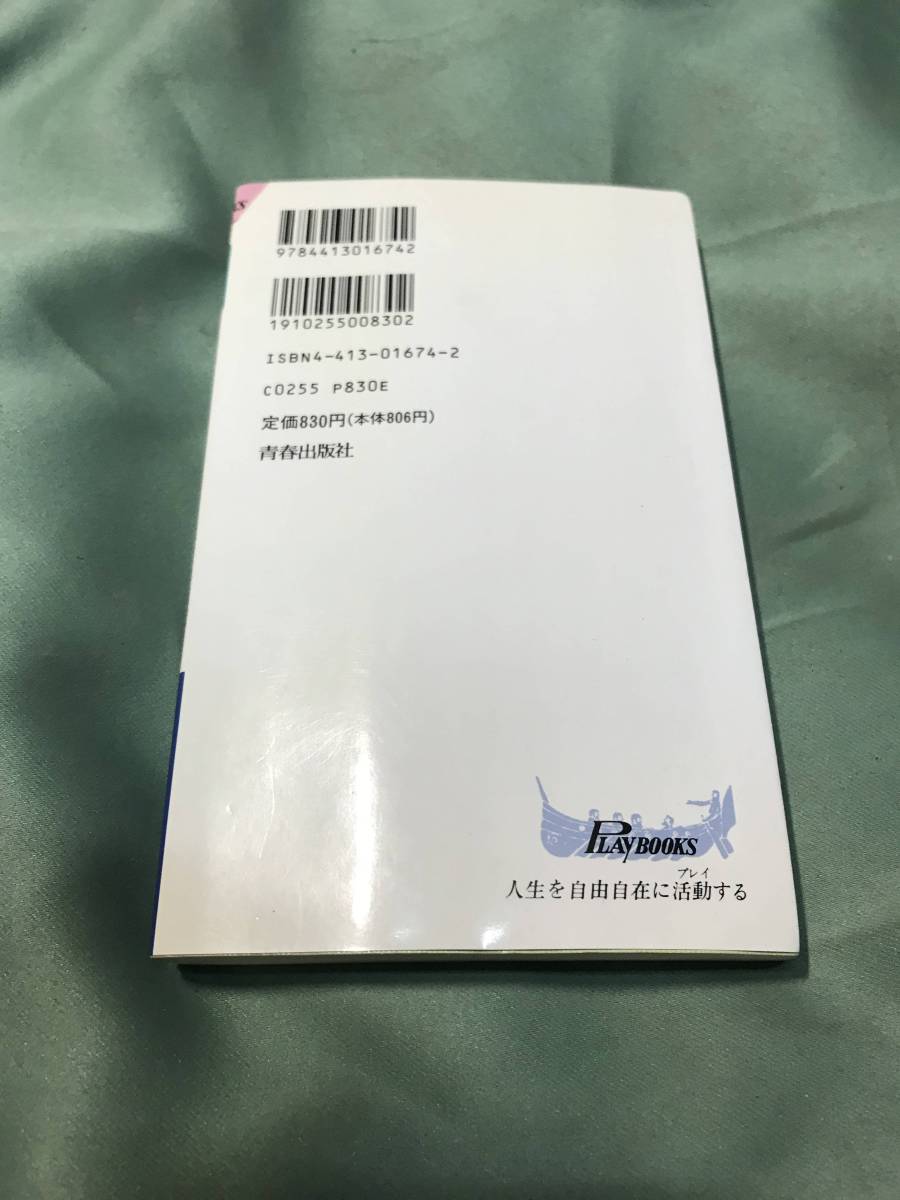 9784413016742
1910255008302
ISBN4-413-01674-2
C0255 P830E
定価830円(本体806円)
青春出版社
PLAYBOOKS
プレイ
人生を自由自在に活動する